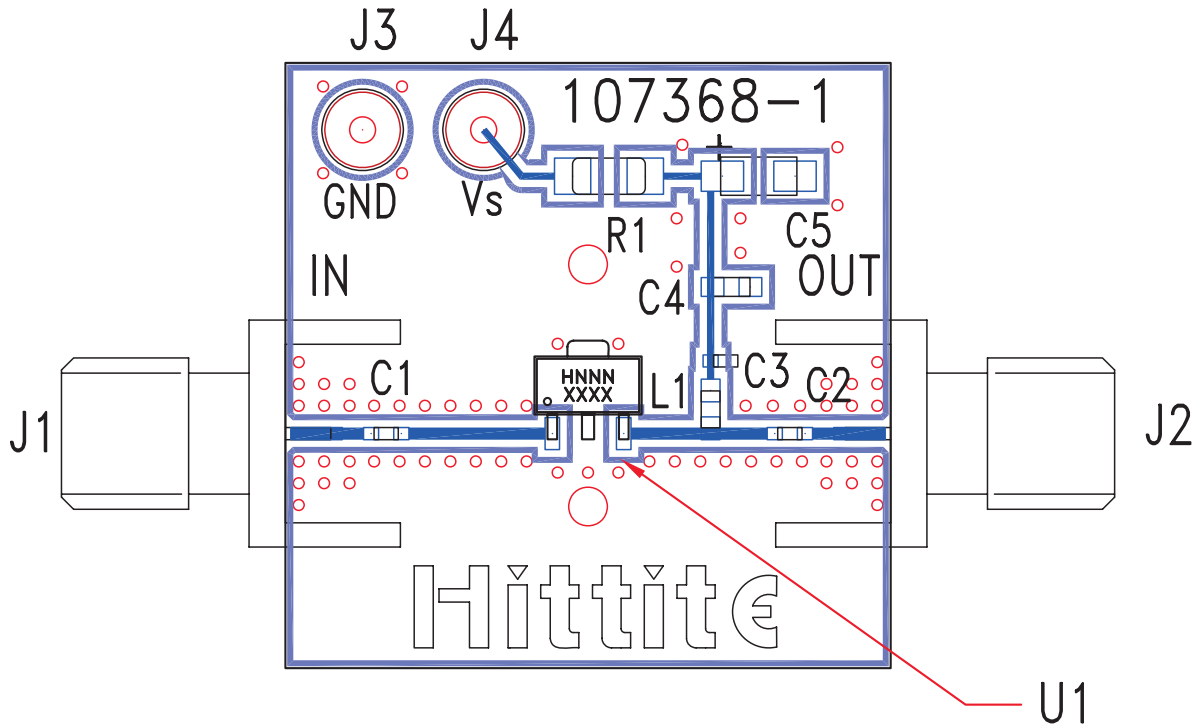 J3 J4
107368-1
GND Vs
R1 C5
IN C4 OUT
HNNN
XXXX
C1 L1 C3 C2
J1 J2
Hittite
U1